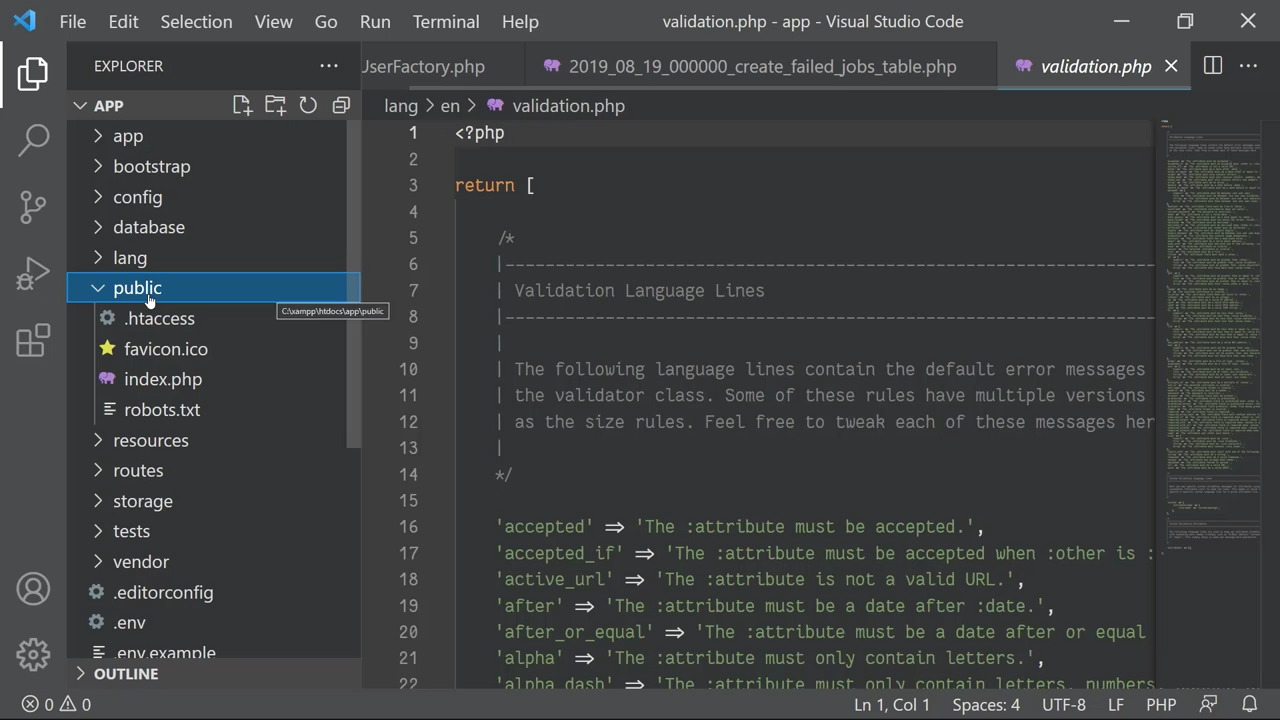 File Edit Selection View Go Run Terminal Help
validation.php - app - Visual Studio Code
EXPLORER
UserFactory.php
2019_08_19_000000_create_failed_jobs_table.php
validation.php
APP
lang > en > validation.php
app
bootstrap
config
database
lang
public
C:\xampp\htdocs\app\public
.htaccess
favicon.ico
index.php
robots.txt
resources
routes
storage
tests
vendor
.editorconfig
.env
.env.example
OUTLINE
1 <?php
2
3 return [
4
5 /*
6 --------------------------------------------------------------------------
7 Validation Language Lines
8 --------------------------------------------------------------------------
9
10 The following language lines contain the default error messages
11 the validator class. Some of these rules have multiple versions
12 as the size rules. Feel free to tweak each of these messages her
13
14 */
15
16 'accepted' => 'The :attribute must be accepted.',
17 'accepted_if' => 'The :attribute must be accepted when :other is :
18 'active_url' => 'The :attribute is not a valid URL.',
19 'after' => 'The :attribute must be a date after :date.',
20 'after_or_equal' => 'The :attribute must be a date after or equal
21 'alpha' => 'The :attribute must only contain letters.',
22 'alpha_dash' => 'The :attribute must only contain letters, numbers
0 0
Ln 1, Col 1 Spaces: 4 UTF-8 LF PHP